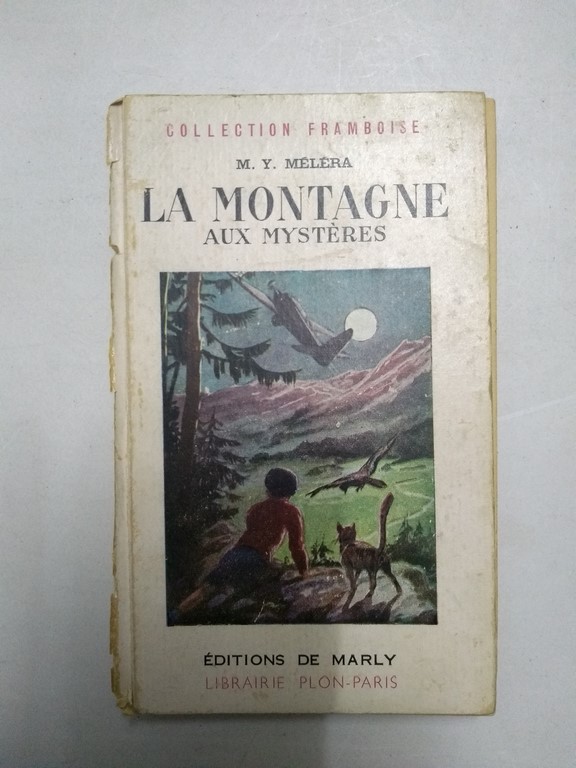 COLLECTION FRAMBOISE
M. Y. MÉLÉRA
LA MONTAGNE
AUX MYSTÈRES
ÉDITIONS DE MARLY
LIBRAIRIE PLON-PARIS